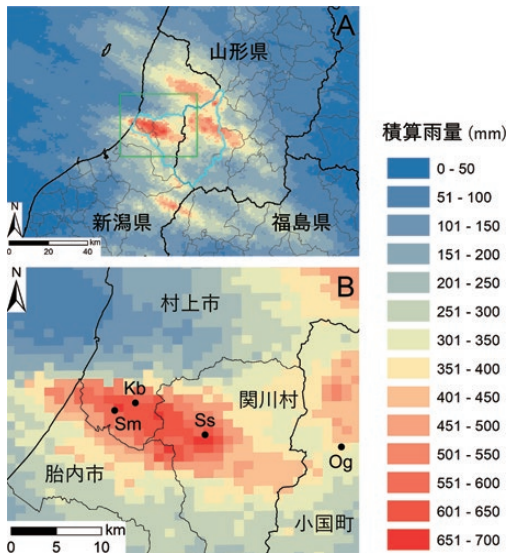 A
山形県
新潟県
福島県
N
0 20 40
km
B
N
村上市
Kb
Sm
Ss
関川村
Og
胎内市
小国町
0 5 10
km
積算雨量 (mm)
0 - 50
51 - 100
101 - 150
151 - 200
201 - 250
251 - 300
301 - 350
351 - 400
401 - 450
451 - 500
501 - 550
551 - 600
601 - 650
651 - 700